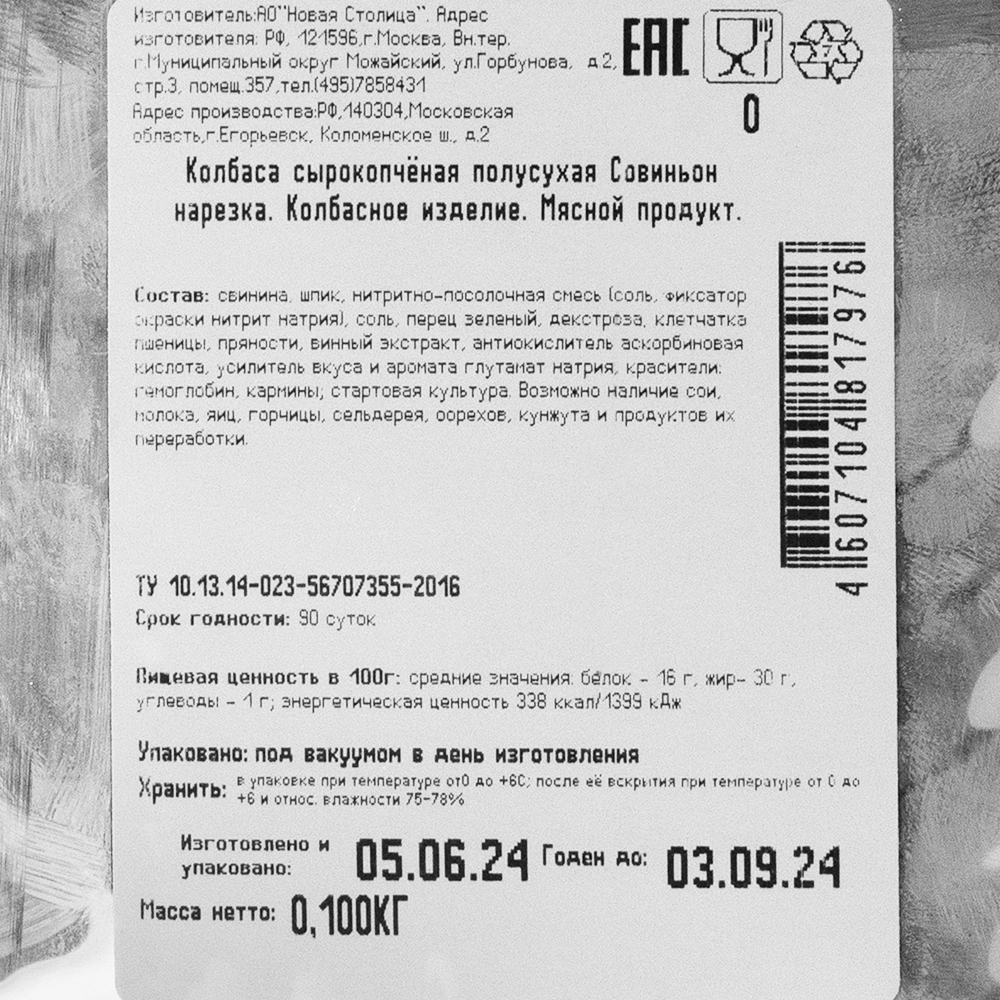 Изготовитель:АО"Новая Столица". Адрес
изготовителя: РФ, 121596,г.Москва, Вн.тер.
г.Муниципальный округ Можайский, ул.Горбунова, д.2,
стр.3, помещ.357,тел.(495)7858431
Адрес производства:РФ,140304,Московская
область,г.Егорьевск, Коломенское ш., д.2
EAC
7
0
Колбаса сырокопчёная полусухая Совиньон
нарезка. Колбасное изделие. Мясной продукт.
Состав: свинина, шпик, нитритно-посолочная смесь (соль, фиксатор
окраски нитрит натрия), соль, перец зеленый, декстроза, клетчатка
пшеницы, пряности, винный экстракт, антиокислитель аскорбиновая
кислота, усилитель вкуса и аромата глутамат натрия, красители:
гемоглобин, кармины; стартовая культура. Возможно наличие сои,
молока, яиц, горчицы, сельдерея, оорехов, кунжута и продуктов их
переработки.
4 607104 817976
ТУ 10.13.14-023-56707355-2016
Срок годности: 90 суток
Пищевая ценность в 100г: средние значения: белок - 16 г, жир- 30 г,
углеводы - 1 г; энергетическая ценность 338 ккал/1399 кДж
Упаковано: под вакуумом в день изготовления
Хранить: в упаковке при температуре от0 до +6С; после её вскрытия при температуре от 0 до
+6 и относ. влажности 75-78%
Изготовлено и
упаковано: 05.06.24 Годен до: 03.09.24
Масса нетто: 0,100КГ